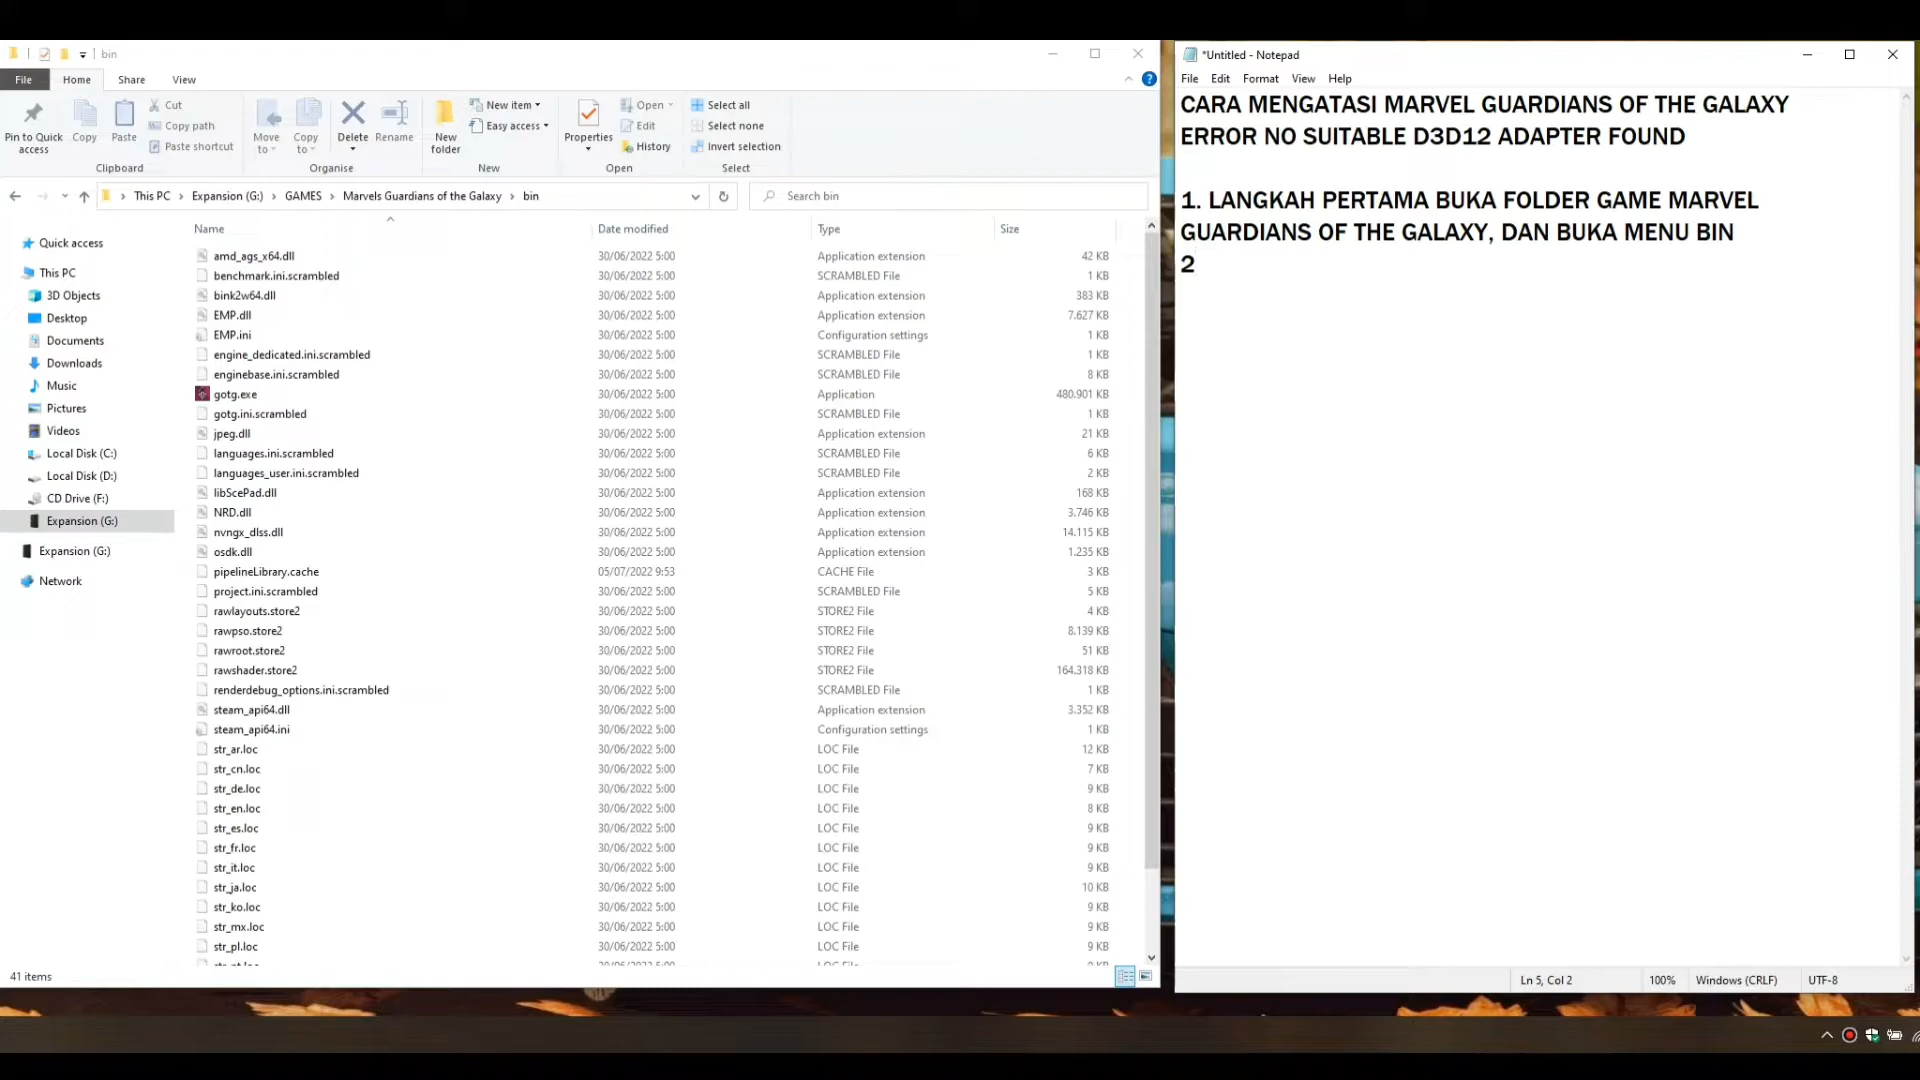 bin
File Home Share View
Pin to Quick access
Copy
Paste
Cut
Copy path
Paste shortcut
Clipboard
Move to
Copy to
Delete
Rename
Organise
New folder
New item
Easy access
New
Properties
Open
Edit
History
Open
Select all
Select none
Invert selection
Select
This PC > Expansion (G:) > GAMES > Marvels Guardians of the Galaxy > bin
Search bin
Quick access
This PC
3D Objects
Desktop
Documents
Downloads
Music
Pictures
Videos
Local Disk (C:)
Local Disk (D:)
CD Drive (F:)
Expansion (G:)
Expansion (G:)
Network
Name Date modified Type Size
amd_ags_x64.dll 30/06/2022 5:00 Application extension 42 KB
benchmark.ini.scrambled 30/06/2022 5:00 SCRAMBLED File 1 KB
bink2w64.dll 30/06/2022 5:00 Application extension 383 KB
EMP.dll 30/06/2022 5:00 Application extension 7.627 KB
EMP.ini 30/06/2022 5:00 Configuration settings 1 KB
engine_dedicated.ini.scrambled 30/06/2022 5:00 SCRAMBLED File 1 KB
enginebase.ini.scrambled 30/06/2022 5:00 SCRAMBLED File 8 KB
gotg.exe 30/06/2022 5:00 Application 480.901 KB
gotg.ini.scrambled 30/06/2022 5:00 SCRAMBLED File 1 KB
jpeg.dll 30/06/2022 5:00 Application extension 21 KB
languages.ini.scrambled 30/06/2022 5:00 SCRAMBLED File 6 KB
languages_user.ini.scrambled 30/06/2022 5:00 SCRAMBLED File 2 KB
libScePad.dll 30/06/2022 5:00 Application extension 168 KB
NRD.dll 30/06/2022 5:00 Application extension 3.746 KB
nvngx_dlss.dll 30/06/2022 5:00 Application extension 14.115 KB
osdk.dll 30/06/2022 5:00 Application extension 1.235 KB
pipelineLibrary.cache 05/07/2022 9:53 CACHE File 3 KB
project.ini.scrambled 30/06/2022 5:00 SCRAMBLED File 5 KB
rawlayouts.store2 30/06/2022 5:00 STORE2 File 4 KB
rawpso.store2 30/06/2022 5:00 STORE2 File 8.139 KB
rawroot.store2 30/06/2022 5:00 STORE2 File 51 KB
rawshader.store2 30/06/2022 5:00 STORE2 File 164.318 KB
renderdebug_options.ini.scrambled 30/06/2022 5:00 SCRAMBLED File 1 KB
steam_api64.dll 30/06/2022 5:00 Application extension 3.352 KB
steam_api64.ini 30/06/2022 5:00 Configuration settings 1 KB
str_ar.loc 30/06/2022 5:00 LOC File 12 KB
str_cn.loc 30/06/2022 5:00 LOC File 7 KB
str_de.loc 30/06/2022 5:00 LOC File 9 KB
str_en.loc 30/06/2022 5:00 LOC File 8 KB
str_es.loc 30/06/2022 5:00 LOC File 9 KB
str_fr.loc 30/06/2022 5:00 LOC File 9 KB
str_it.loc 30/06/2022 5:00 LOC File 9 KB
str_ja.loc 30/06/2022 5:00 LOC File 10 KB
str_ko.loc 30/06/2022 5:00 LOC File 9 KB
str_mx.loc 30/06/2022 5:00 LOC File 9 KB
str_pl.loc 30/06/2022 5:00 LOC File 9 KB
41 items
*Untitled - Notepad
File Edit Format View Help
CARA MENGATASI MARVEL GUARDIANS OF THE GALAXY
ERROR NO SUITABLE D3D12 ADAPTER FOUND
1. LANGKAH PERTAMA BUKA FOLDER GAME MARVEL
GUARDIANS OF THE GALAXY, DAN BUKA MENU BIN
2
Ln 5, Col 2 100% Windows (CRLF) UTF-8